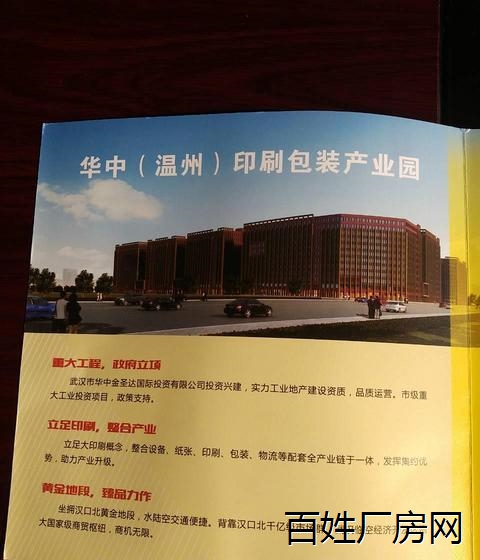 华中（温州）印刷包装产业园
重大工程，政府立项
武汉市华中金圣达国际投资有限公司投资兴建，实力工业地产建设资质，品质运营。市级重
大工业投资项目，政策支持。
立足印刷，整合产业
立足大印刷概念，整合设备、纸张、印刷、包装、物流等配套全产业链于一体，发挥集约优
势，助力产业升级。
黄金地段，臻品力作
坐拥汉口北黄金地段，水陆空交通便捷。背靠汉口北千亿级市场群 临空经济
大国家级商贸枢纽，商机无限。
百姓厂房网